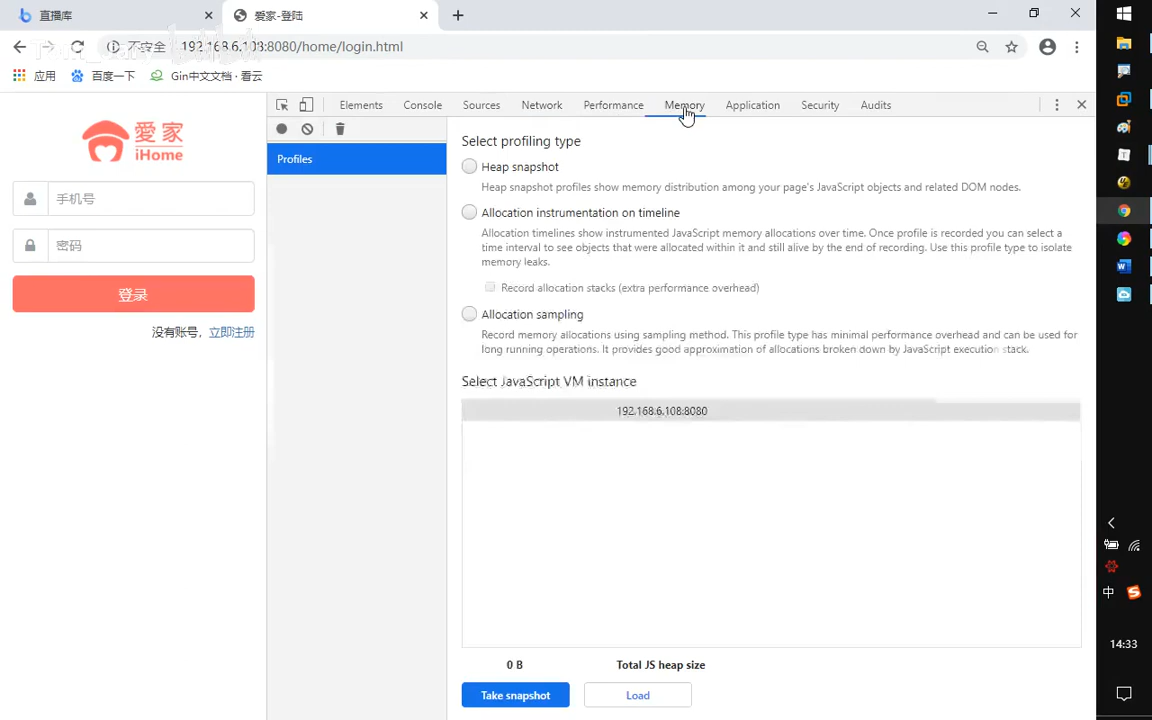 直播库
爱家-登陆
不安全
192.168.6.108:8080/home/login.html
应用
百度一下
Gin中文文档 · 看云
Elements
Console
Sources
Network
Performance
Memory
Application
Security
Audits
愛家
iHome
手机号
密码
登录
没有账号，立即注册
Profiles
Select profiling type
Heap snapshot
Heap snapshot profiles show memory distribution among your page's JavaScript objects and related DOM nodes.
Allocation instrumentation on timeline
Allocation timelines show instrumented JavaScript memory allocations over time. Once profile is recorded you can select a
time interval to see objects that were allocated within it and still alive by the end of recording. Use this profile type to isolate
memory leaks.
Record allocation stacks (extra performance overhead)
Allocation sampling
Record memory allocations using sampling method. This profile type has minimal performance overhead and can be used for
long running operations. It provides good approximation of allocations broken down by JavaScript execution stack.
Select JavaScript VM instance
192.168.6.108:8080
0 B
Total JS heap size
Take snapshot
Load
中
14:33